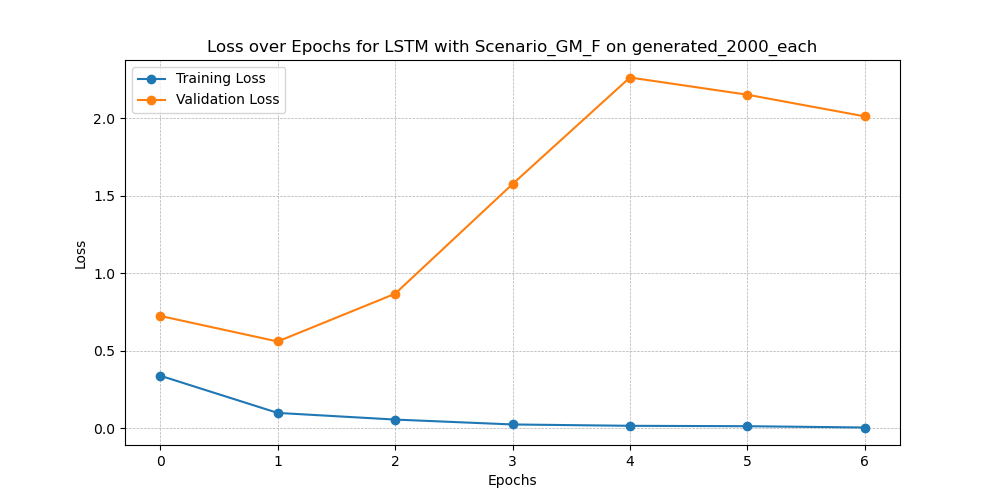 Loss over Epochs for LSTM with Scenario_GM_F on generated_2000_each
Training Loss
Validation Loss
2.0
1.5
1.0
0.5
0.0
Loss
0 1 2 3 4 5 6
Epochs